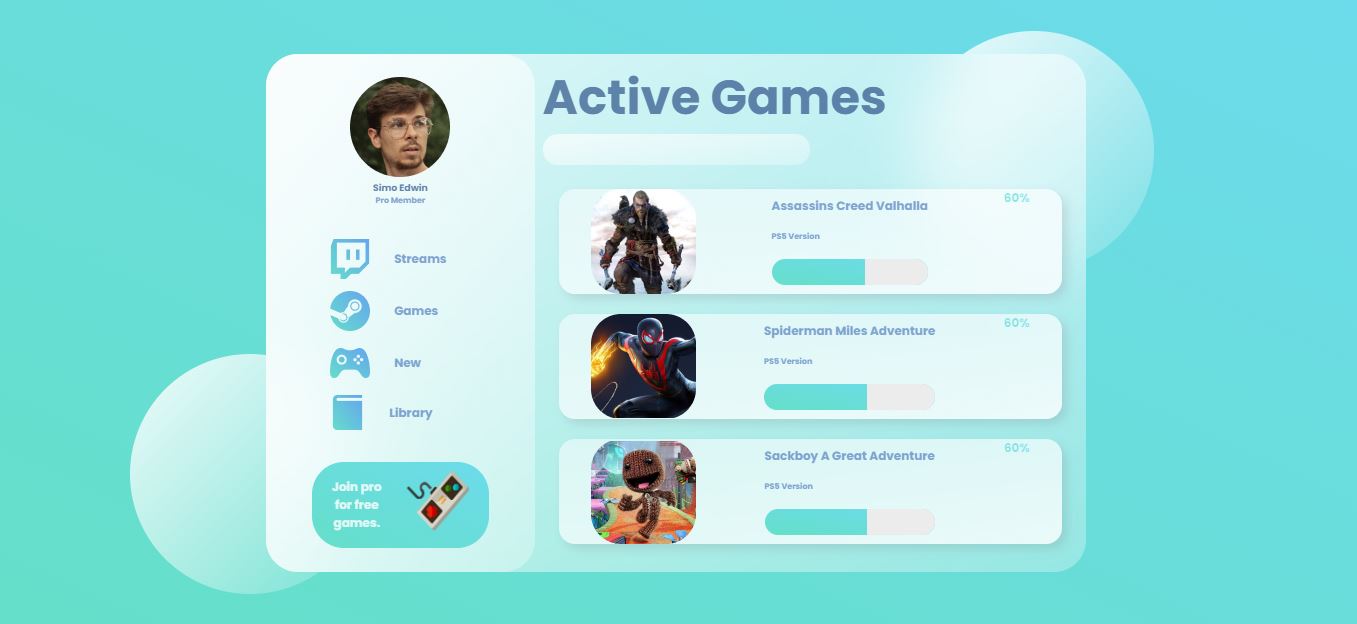 Simo Edwin
Pro Member
Streams
Games
New
Library
Join pro
for free
games.
Active Games
Assassins Creed Valhalla
60%
PS5 Version
Spiderman Miles Adventure
60%
PS5 Version
Sackboy A Great Adventure
60%
PS5 Version